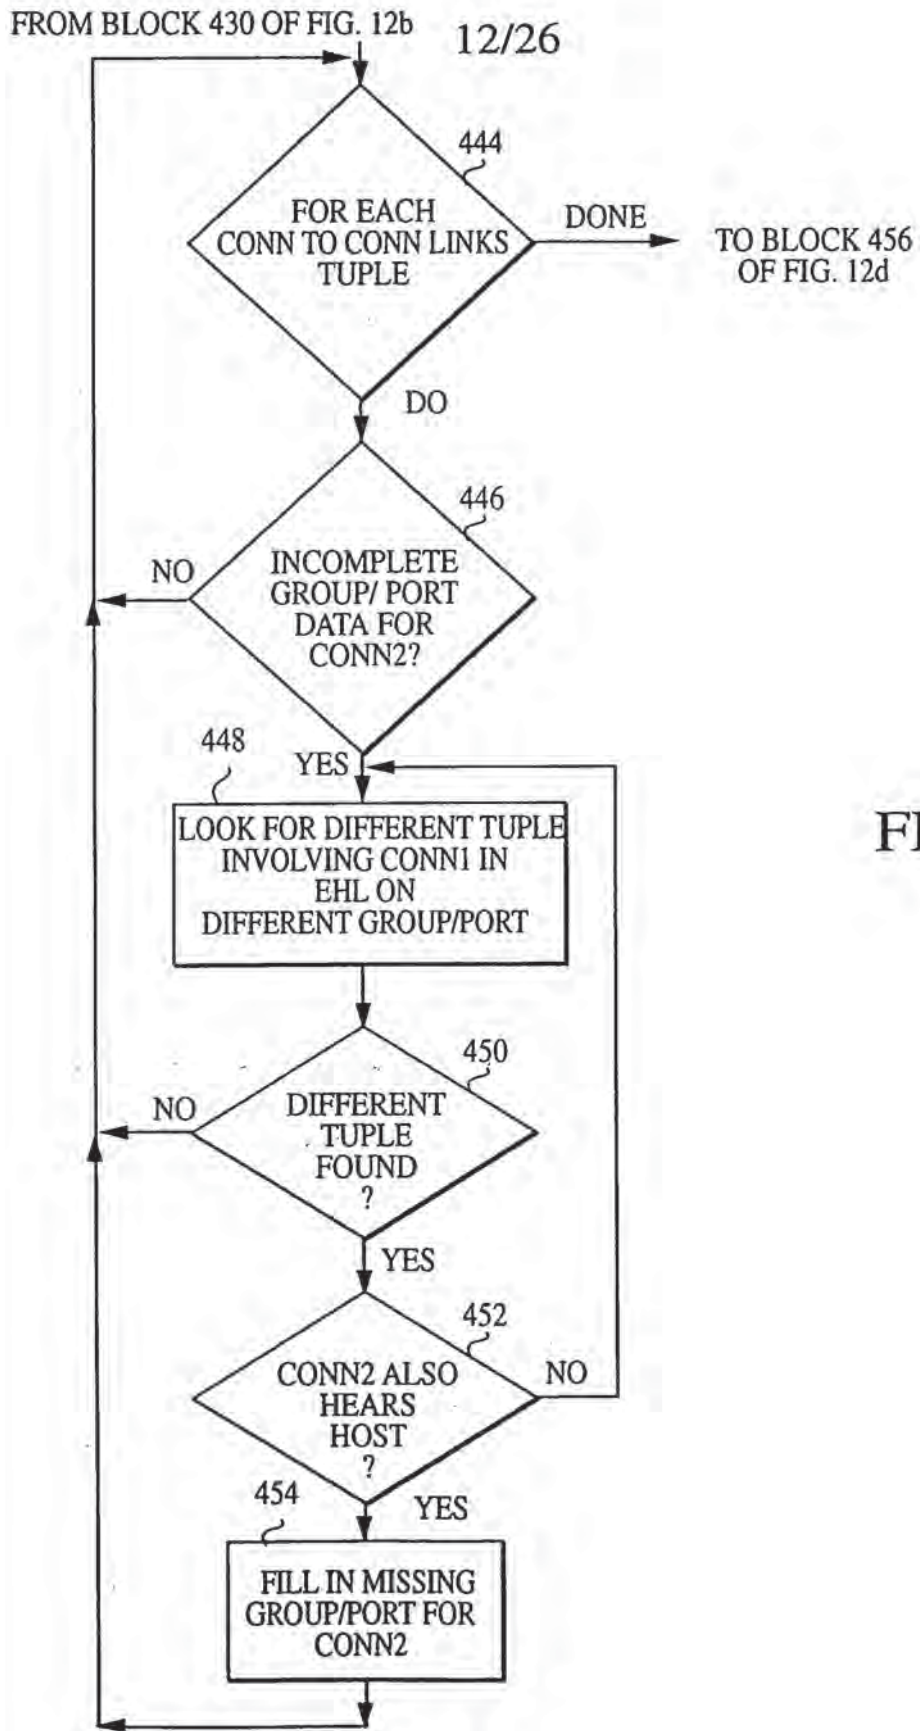 FROM BLOCK 430 OF FIG. 12b
12/26
444
FOR EACH
CONN TO CONN LINKS
TUPLE
DONE
TO BLOCK 456
OF FIG. 12d
DO
446
INCOMPLETE
GROUP/ PORT
DATA FOR
CONN2?
NO
YES
448
LOOK FOR DIFFERENT TUPLE
INVOLVING CONN1 IN
EHL ON
DIFFERENT GROUP/PORT
450
DIFFERENT
TUPLE
FOUND
?
NO
YES
452
CONN2 ALSO
HEARS
HOST
?
NO
YES
454
FILL IN MISSING
GROUP/PORT FOR
CONN2